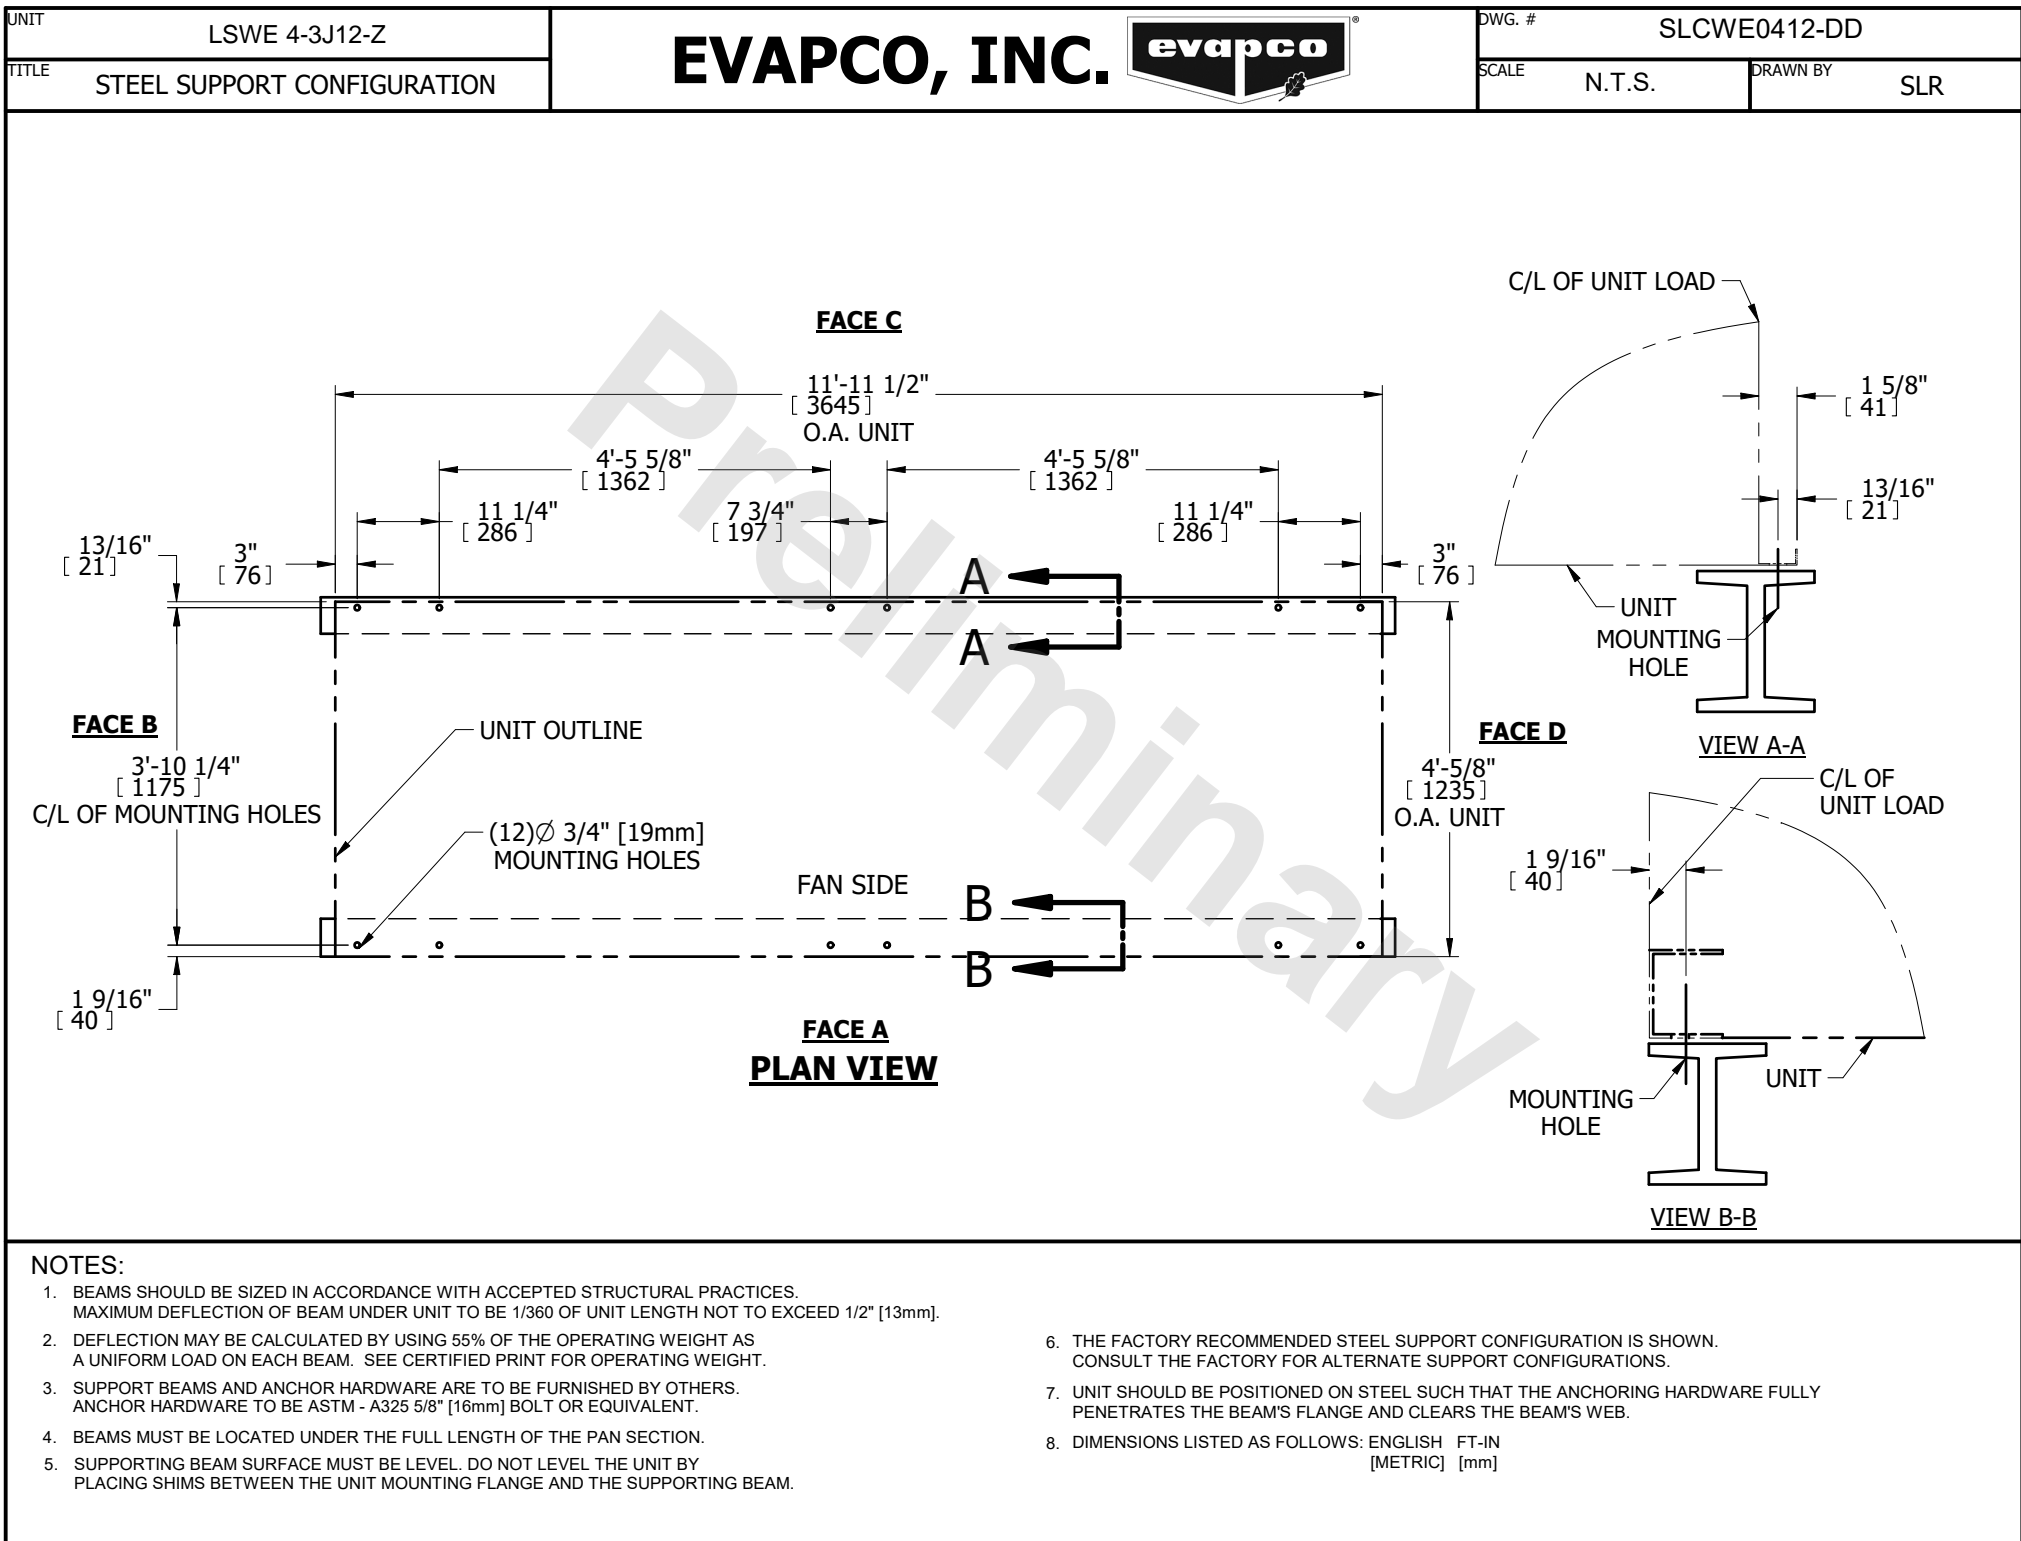 UNIT
LSWE 4-3J12-Z
TITLE
STEEL SUPPORT CONFIGURATION
EVAPCO, INC.
evapco
®
DWG. #
SLCWE0412-DD
SCALE
N.T.S.
DRAWN BY
SLR
Preliminary
FACE C
11'-11 1/2"
[ 3645 ]
O.A. UNIT
4'-5 5/8"
[ 1362 ]
4'-5 5/8"
[ 1362 ]
11 1/4"
[ 286 ]
7 3/4"
[ 197 ]
11 1/4"
[ 286 ]
13/16"
[ 21 ]
3"
[ 76 ]
3"
[ 76 ]
A
A
FACE B
3'-10 1/4"
[ 1175 ]
C/L OF MOUNTING HOLES
UNIT OUTLINE
(12)Ø 3/4" [19mm]
MOUNTING HOLES
FAN SIDE
B
B
FACE D
4'-5/8"
[ 1235 ]
O.A. UNIT
1 9/16"
[ 40 ]
FACE A
PLAN VIEW
C/L OF UNIT LOAD
1 5/8"
[ 41 ]
13/16"
[ 21 ]
UNIT
MOUNTING
HOLE
VIEW A-A
C/L OF
UNIT LOAD
1 9/16"
[ 40 ]
UNIT
MOUNTING
HOLE
VIEW B-B
NOTES:
1. BEAMS SHOULD BE SIZED IN ACCORDANCE WITH ACCEPTED STRUCTURAL PRACTICES.
MAXIMUM DEFLECTION OF BEAM UNDER UNIT TO BE 1/360 OF UNIT LENGTH NOT TO EXCEED 1/2" [13mm].
2. DEFLECTION MAY BE CALCULATED BY USING 55% OF THE OPERATING WEIGHT AS
A UNIFORM LOAD ON EACH BEAM. SEE CERTIFIED PRINT FOR OPERATING WEIGHT.
3. SUPPORT BEAMS AND ANCHOR HARDWARE ARE TO BE FURNISHED BY OTHERS.
ANCHOR HARDWARE TO BE ASTM - A325 5/8" [16mm] BOLT OR EQUIVALENT.
4. BEAMS MUST BE LOCATED UNDER THE FULL LENGTH OF THE PAN SECTION.
5. SUPPORTING BEAM SURFACE MUST BE LEVEL. DO NOT LEVEL THE UNIT BY
PLACING SHIMS BETWEEN THE UNIT MOUNTING FLANGE AND THE SUPPORTING BEAM.
6. THE FACTORY RECOMMENDED STEEL SUPPORT CONFIGURATION IS SHOWN.
CONSULT THE FACTORY FOR ALTERNATE SUPPORT CONFIGURATIONS.
7. UNIT SHOULD BE POSITIONED ON STEEL SUCH THAT THE ANCHORING HARDWARE FULLY
PENETRATES THE BEAM'S FLANGE AND CLEARS THE BEAM'S WEB.
8. DIMENSIONS LISTED AS FOLLOWS: ENGLISH FT-IN
[METRIC] [mm]